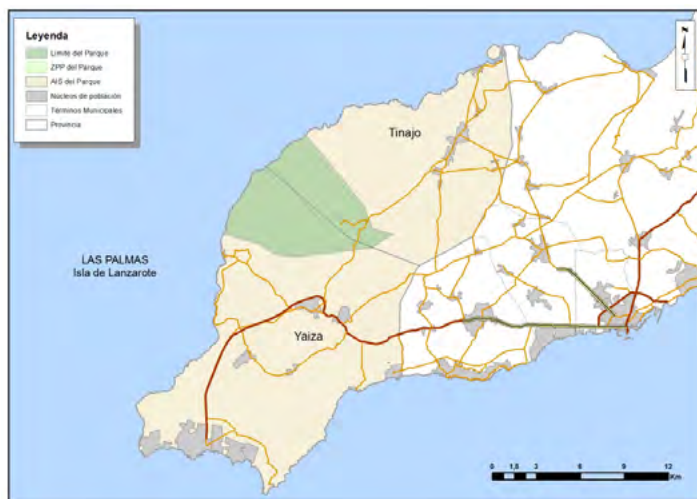 Leyenda
Límite del Parque
ZPP del Parque
AIS del Parque
Núcleos de población
Términos Municipales
Provincia
N
Tinajo
LAS PALMAS
Isla de Lanzarote
Yaiza
0 1,5 3 6 9 12
Km